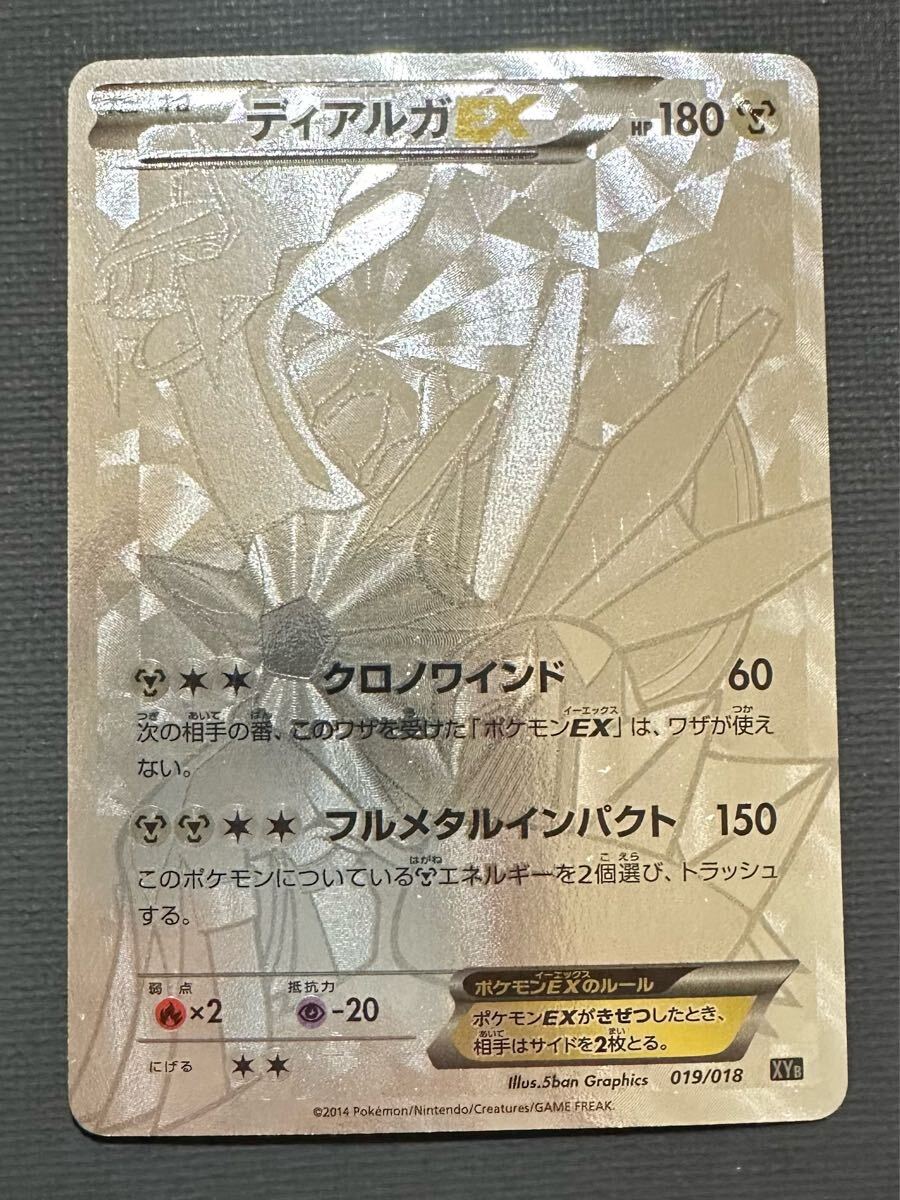 たね
ディアルガEX HP180
クロノワインド 60
次の相手の番、このワザを受けた「ポケモンEX」は、ワザが使え
ない。
フルメタルインパクト 150
このポケモンについているエネルギーを2個選び、トラッシュ
する。
弱点 抵抗力
×2 -20
にげる
ポケモンEXのルール
ポケモンEXがきぜつしたとき、
相手はサイドを2枚とる。
Illus.5ban Graphics 019/018 XY B
©2014 Pokémon/Nintendo/Creatures/GAME FREAK.